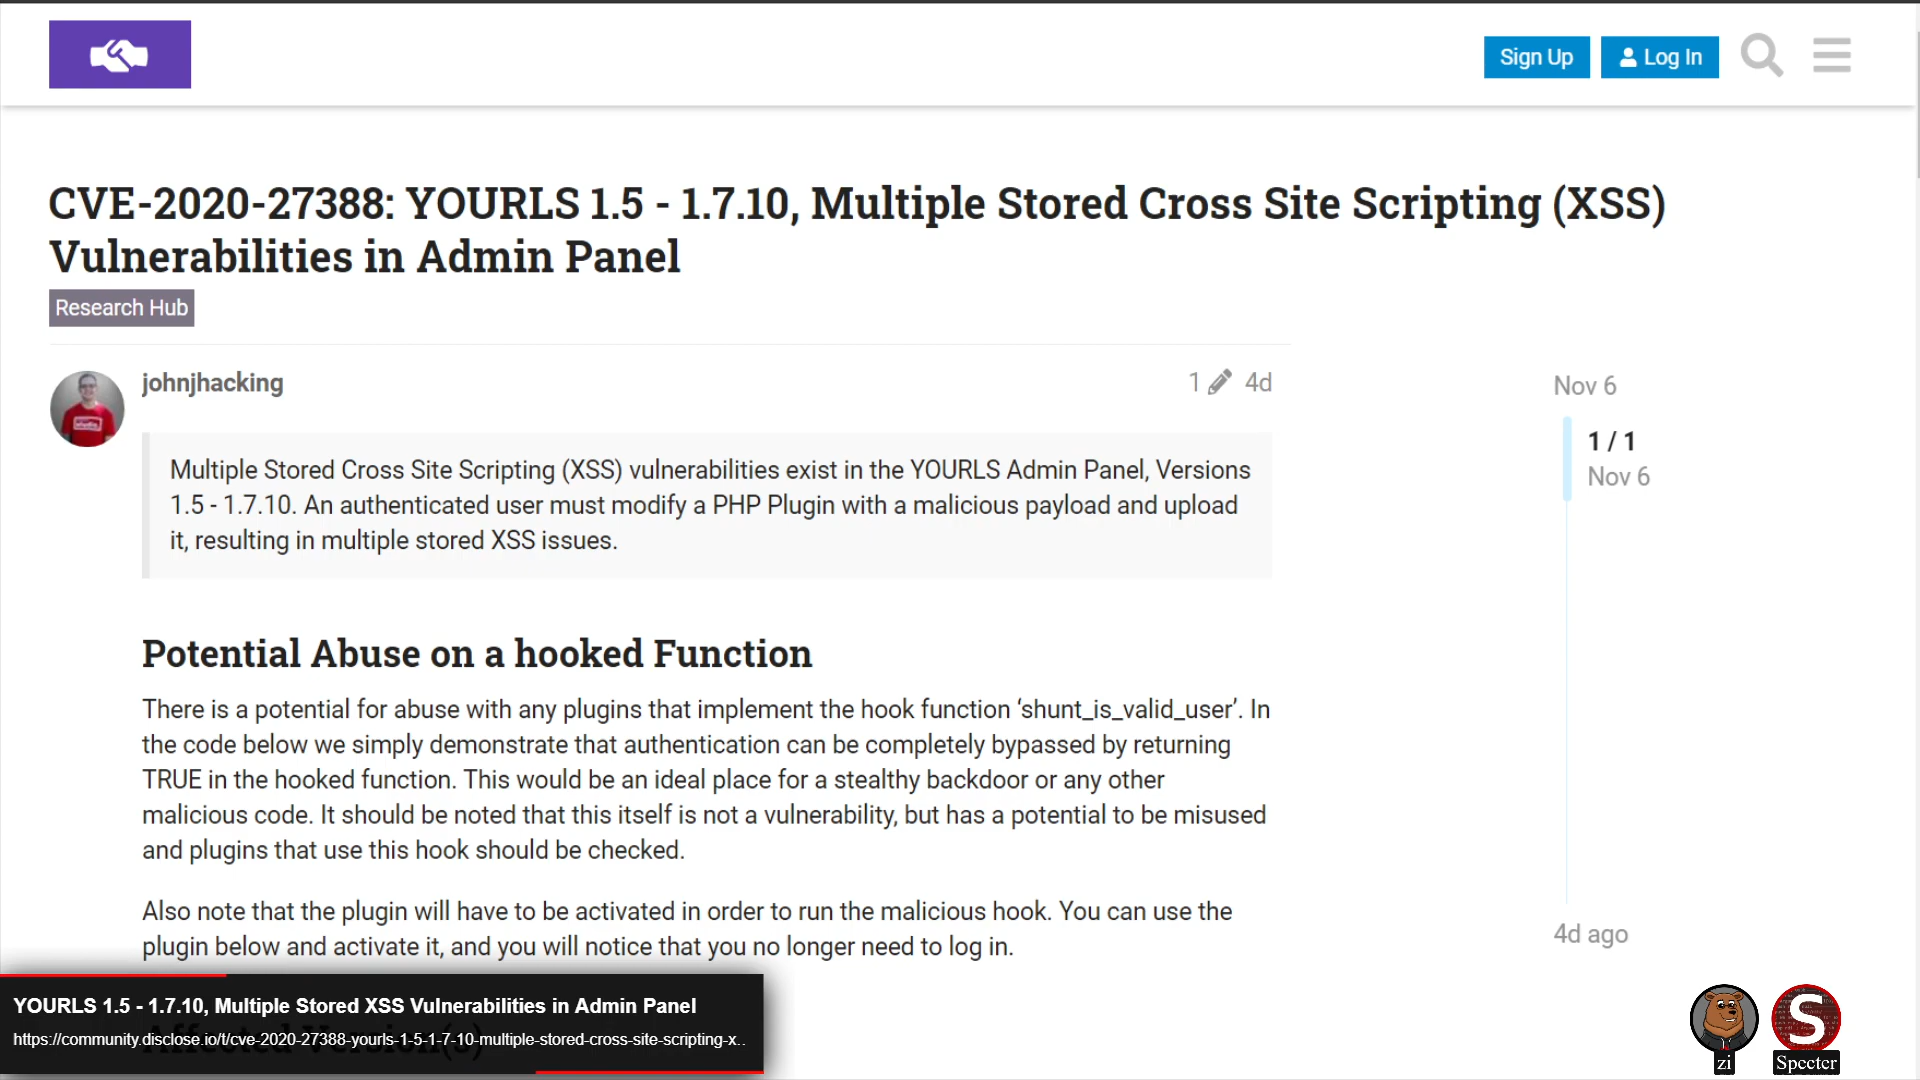 Sign Up
Log In
CVE-2020-27388: YOURLS 1.5 - 1.7.10, Multiple Stored Cross Site Scripting (XSS)
Vulnerabilities in Admin Panel
Research Hub
johnjhacking
1 4d
Nov 6
1 / 1
Nov 6
Multiple Stored Cross Site Scripting (XSS) vulnerabilities exist in the YOURLS Admin Panel, Versions
1.5 - 1.7.10. An authenticated user must modify a PHP Plugin with a malicious payload and upload
it, resulting in multiple stored XSS issues.
Potential Abuse on a hooked Function
There is a potential for abuse with any plugins that implement the hook function ‘shunt_is_valid_user’. In
the code below we simply demonstrate that authentication can be completely bypassed by returning
TRUE in the hooked function. This would be an ideal place for a stealthy backdoor or any other
malicious code. It should be noted that this itself is not a vulnerability, but has a potential to be misused
and plugins that use this hook should be checked.
Also note that the plugin will have to be activated in order to run the malicious hook. You can use the
plugin below and activate it, and you will notice that you no longer need to log in.
4d ago
YOURLS 1.5 - 1.7.10, Multiple Stored XSS Vulnerabilities in Admin Panel
Affected Version(s)
https://community.disclose.io/t/cve-2020-27388-yourls-1-5-1-7-10-multiple-stored-cross-site-scripting-x..
zi
S
Specter